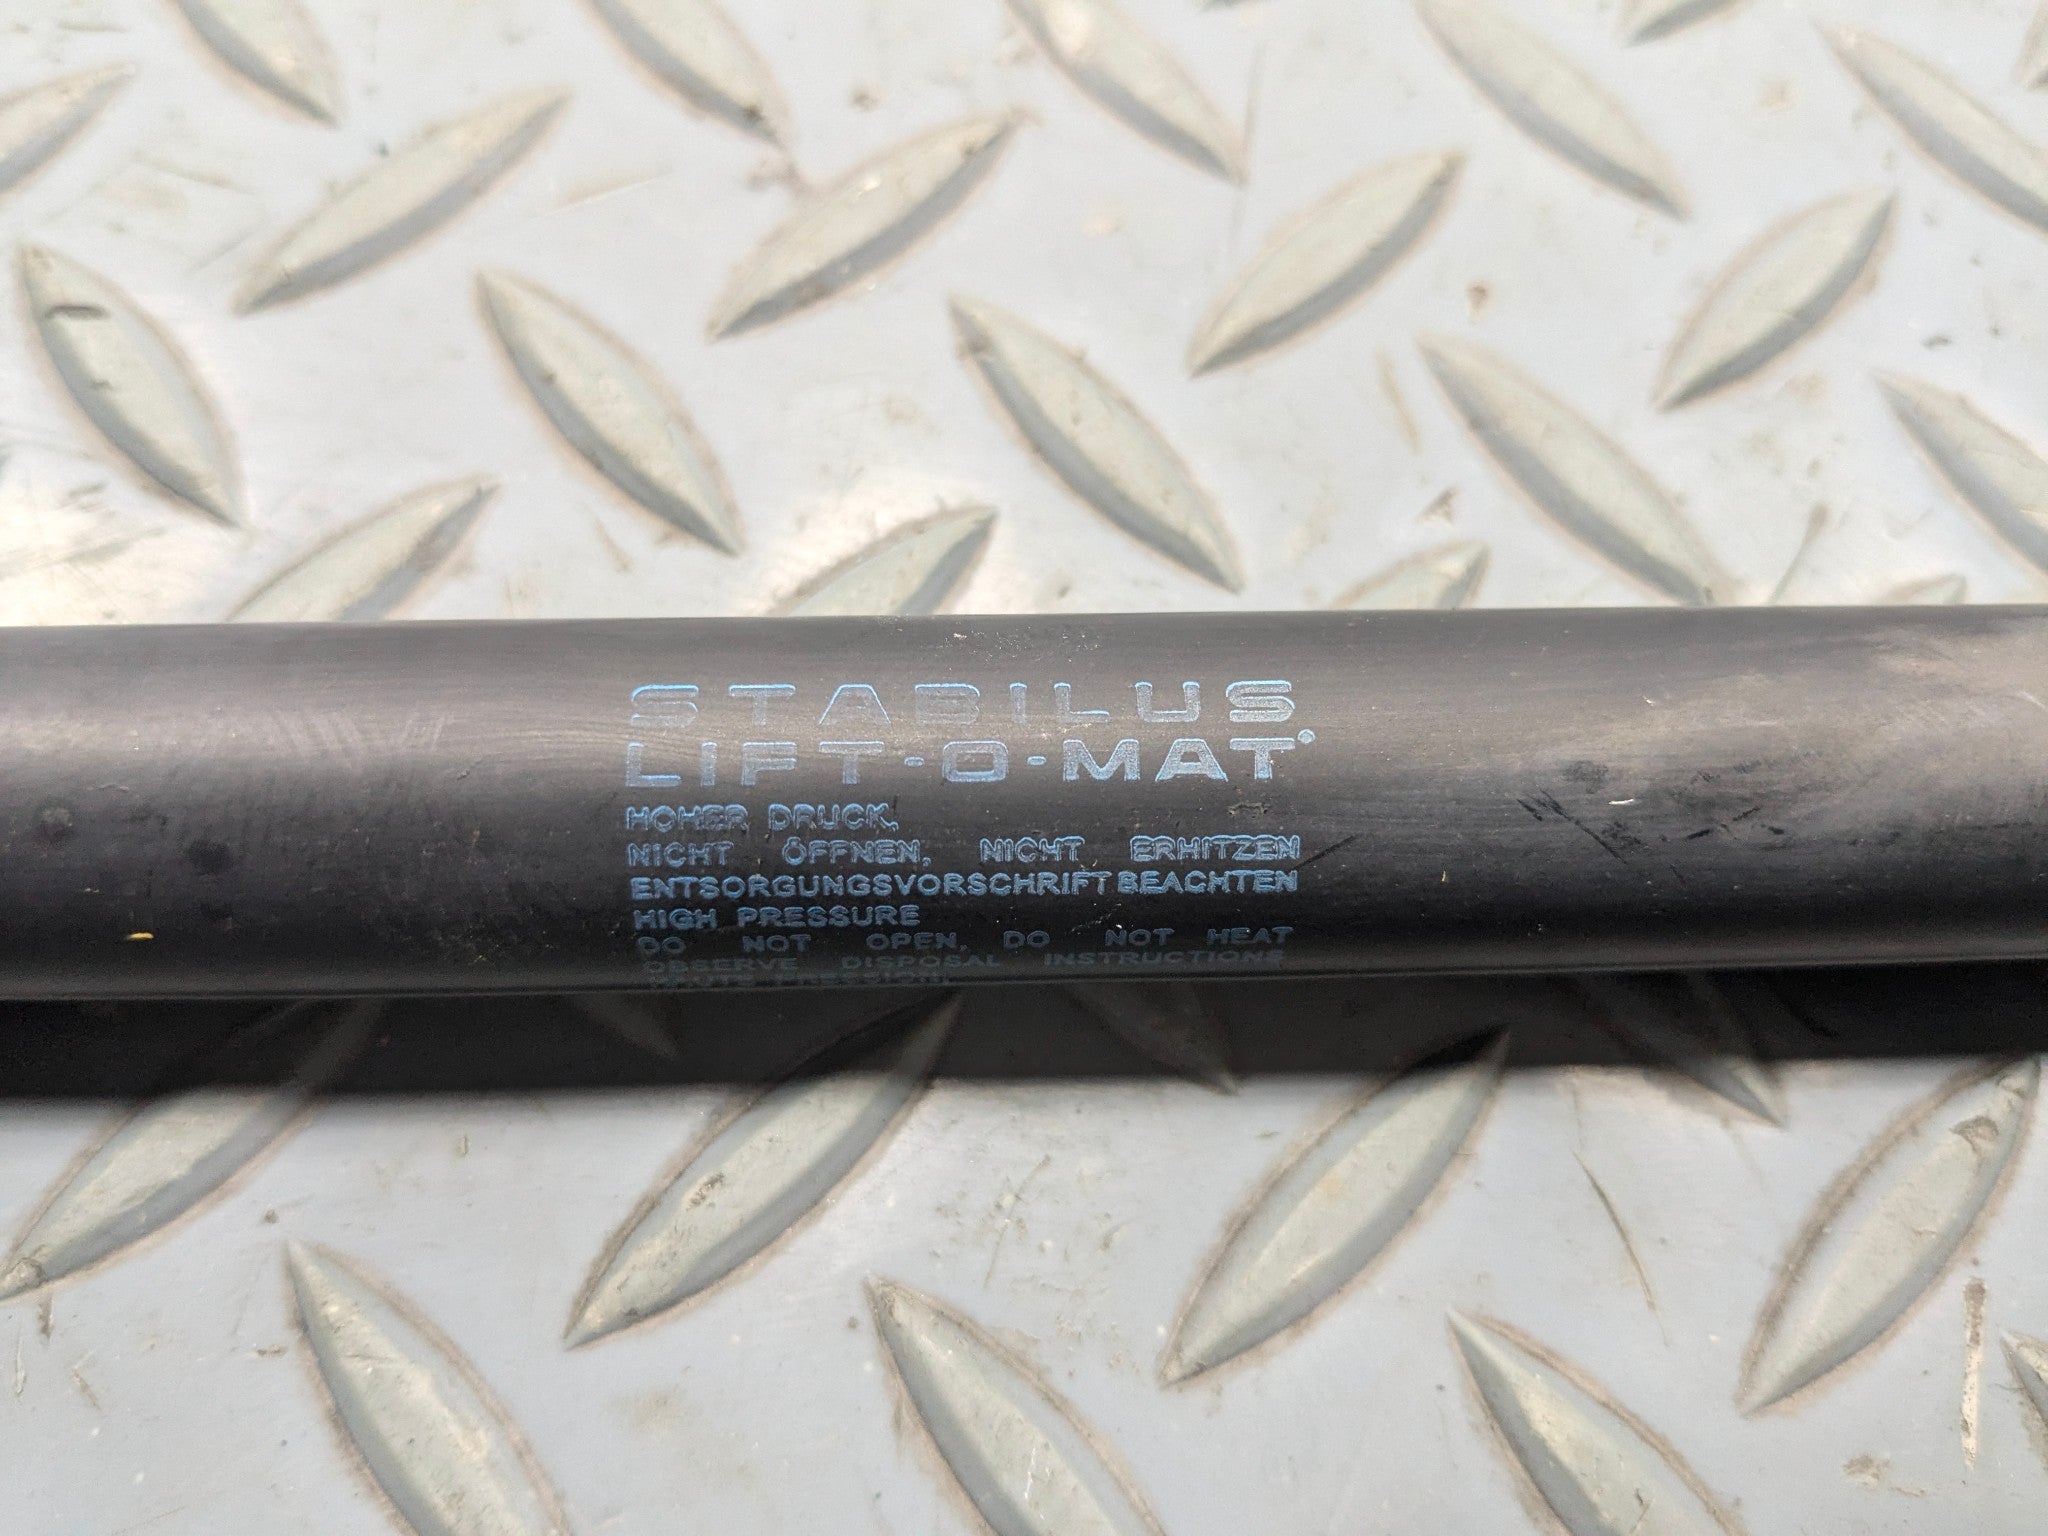 STABILUS
LIFT-O-MAT®
HOHER DRUCK,
NICHT ÖFFNEN, NICHT ERHITZEN
ENTSORGUNGSVORSCHRIFT BEACHTEN
HIGH PRESSURE
DO NOT OPEN, DO NOT HEAT
OBSERVE DISPOSAL INSTRUCTIONS